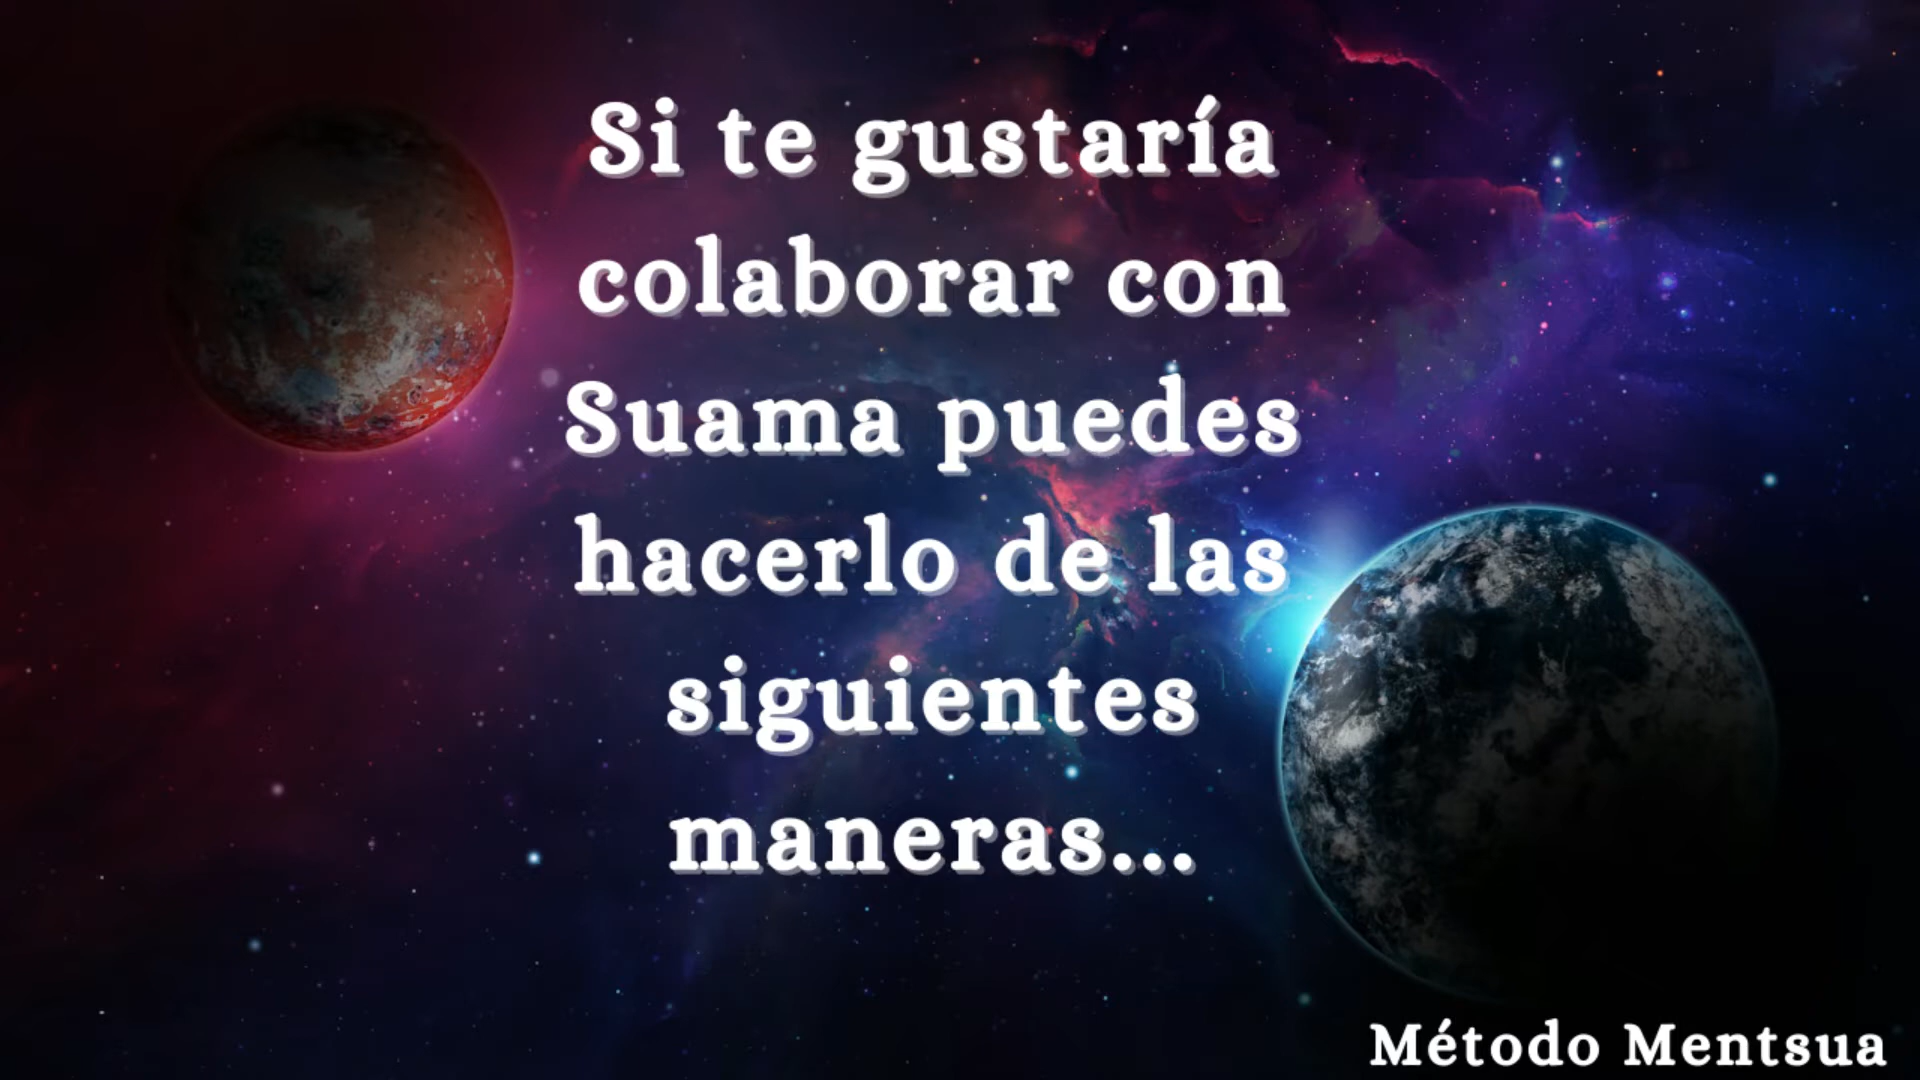 Si te gustaría
colaborar con
Suama puedes
hacerlo de las
siguientes
maneras...
Método Mentsua